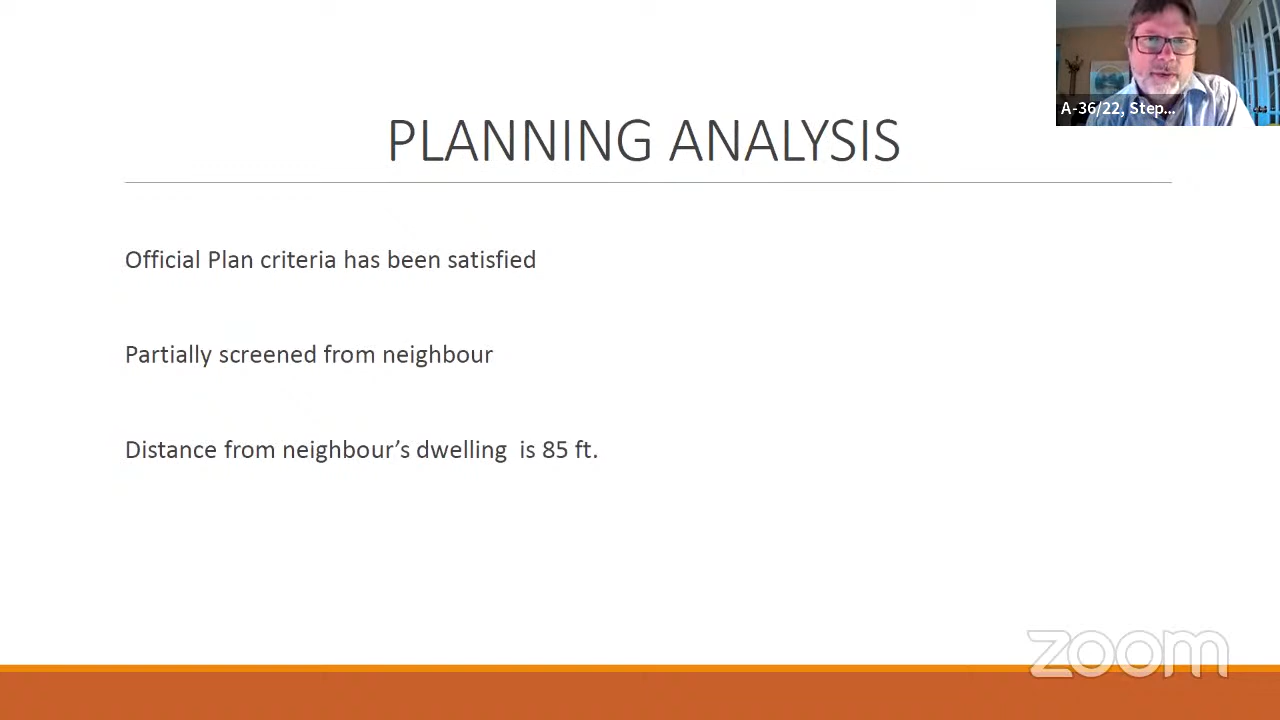 A-36/22, Step...
PLANNING ANALYSIS
Official Plan criteria has been satisfied
Partially screened from neighbour
Distance from neighbour’s dwelling  is 85 ft.
zoom